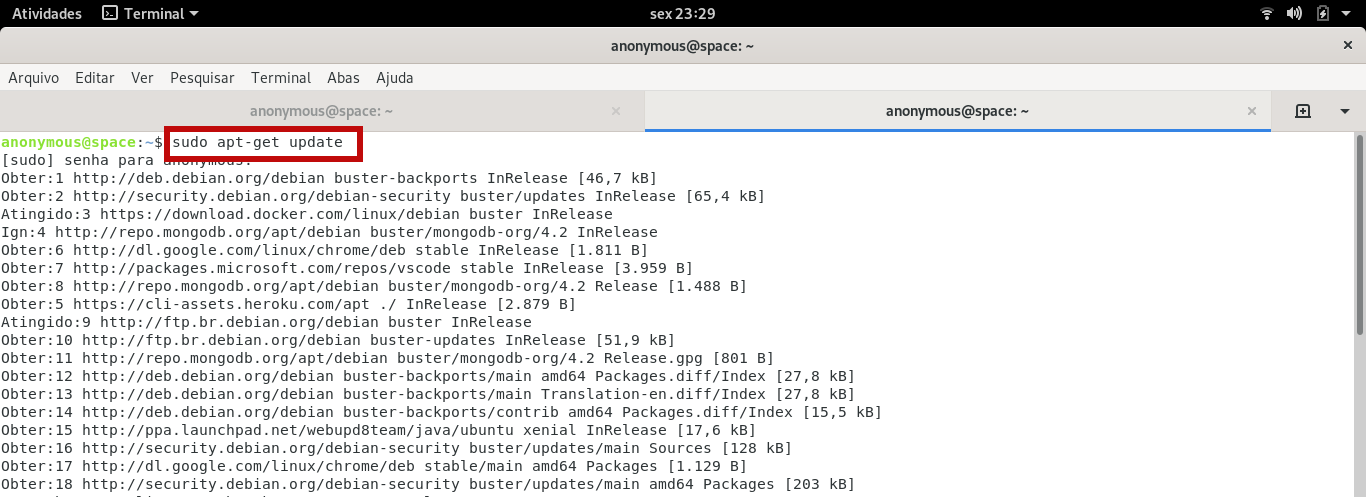 Atividades Terminal sex 23:29
anonymous@space: ~
Arquivo Editar Ver Pesquisar Terminal Abas Ajuda
anonymous@space: ~ anonymous@space: ~
anonymous@space:~$ sudo apt-get update
[sudo] senha para anonymous:
Obter:1 http://deb.debian.org/debian buster-backports InRelease [46,7 kB]
Obter:2 http://security.debian.org/debian-security buster/updates InRelease [65,4 kB]
Atingido:3 https://download.docker.com/linux/debian buster InRelease
Ign:4 http://repo.mongodb.org/apt/debian buster/mongodb-org/4.2 InRelease
Obter:6 http://dl.google.com/linux/chrome/deb stable InRelease [1.811 B]
Obter:7 http://packages.microsoft.com/repos/vscode stable InRelease [3.959 B]
Obter:8 http://repo.mongodb.org/apt/debian buster/mongodb-org/4.2 Release [1.488 B]
Obter:5 https://cli-assets.heroku.com/apt ./ InRelease [2.879 B]
Atingido:9 http://ftp.br.debian.org/debian buster InRelease
Obter:10 http://ftp.br.debian.org/debian buster-updates InRelease [51,9 kB]
Obter:11 http://repo.mongodb.org/apt/debian buster/mongodb-org/4.2 Release.gpg [801 B]
Obter:12 http://deb.debian.org/debian buster-backports/main amd64 Packages.diff/Index [27,8 kB]
Obter:13 http://deb.debian.org/debian buster-backports/main Translation-en.diff/Index [27,8 kB]
Obter:14 http://deb.debian.org/debian buster-backports/contrib amd64 Packages.diff/Index [15,5 kB]
Obter:15 http://ppa.launchpad.net/webupd8team/java/ubuntu xenial InRelease [17,6 kB]
Obter:16 http://security.debian.org/debian-security buster/updates/main Sources [128 kB]
Obter:17 http://dl.google.com/linux/chrome/deb stable/main amd64 Packages [1.129 B]
Obter:18 http://security.debian.org/debian-security buster/updates/main amd64 Packages [203 kB]